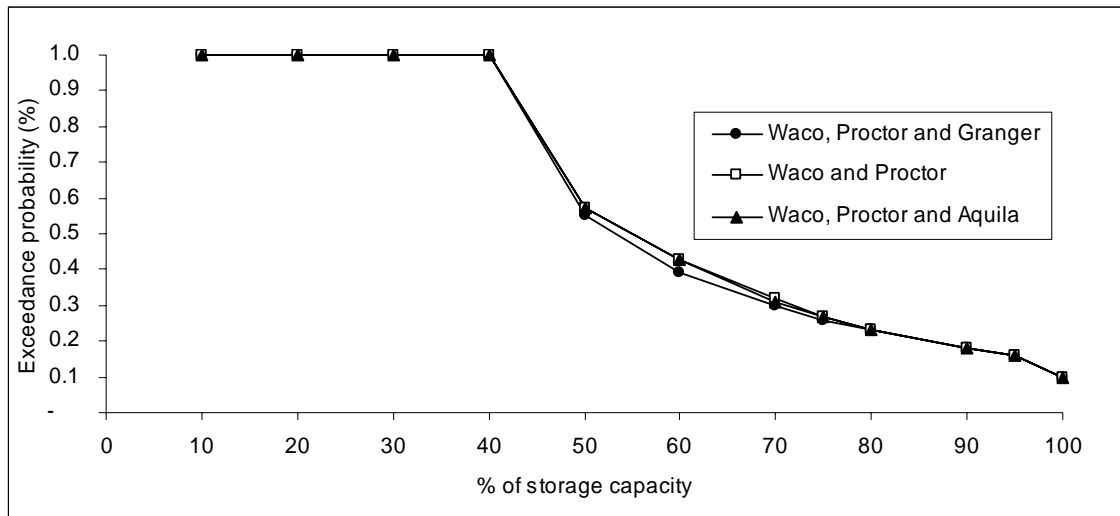 1.0
0.9
0.8
0.7
0.6
0.5
0.4
0.3
0.2
0.1
-
Exceedance probability (%)
Waco, Proctor and Granger
Waco and Proctor
Waco, Proctor and Aquila
0 10 20 30 40 50 60 70 80 90 100
% of storage capacity